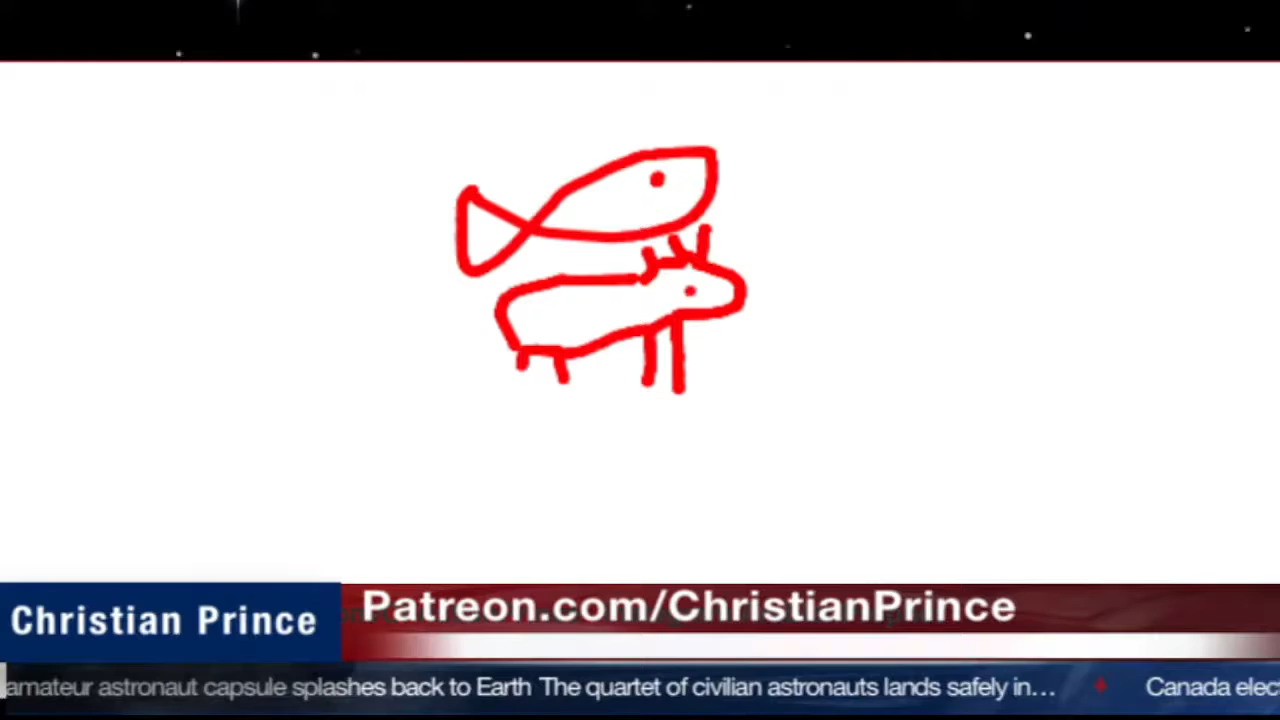 Christian Prince
Patreon.com/ChristianPrince
amateur astronaut capsule splashes back to Earth The quartet of civilian astronauts lands safely in... Canada elec